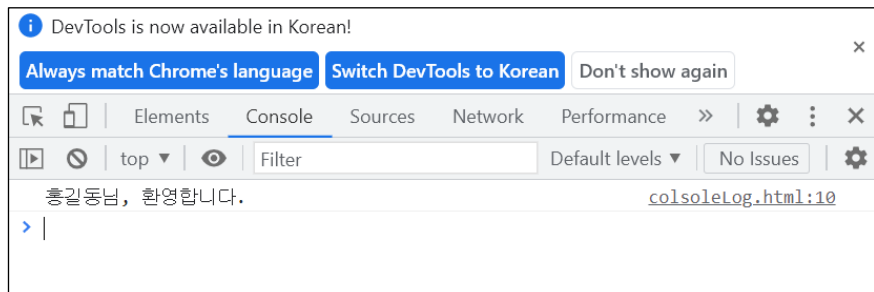 DevTools is now available in Korean!
Always match Chrome's language Switch DevTools to Korean Don't show again
Elements Console Sources Network Performance
top Filter Default levels No Issues
홍길동님, 환영합니다. colsoleLog.html:10